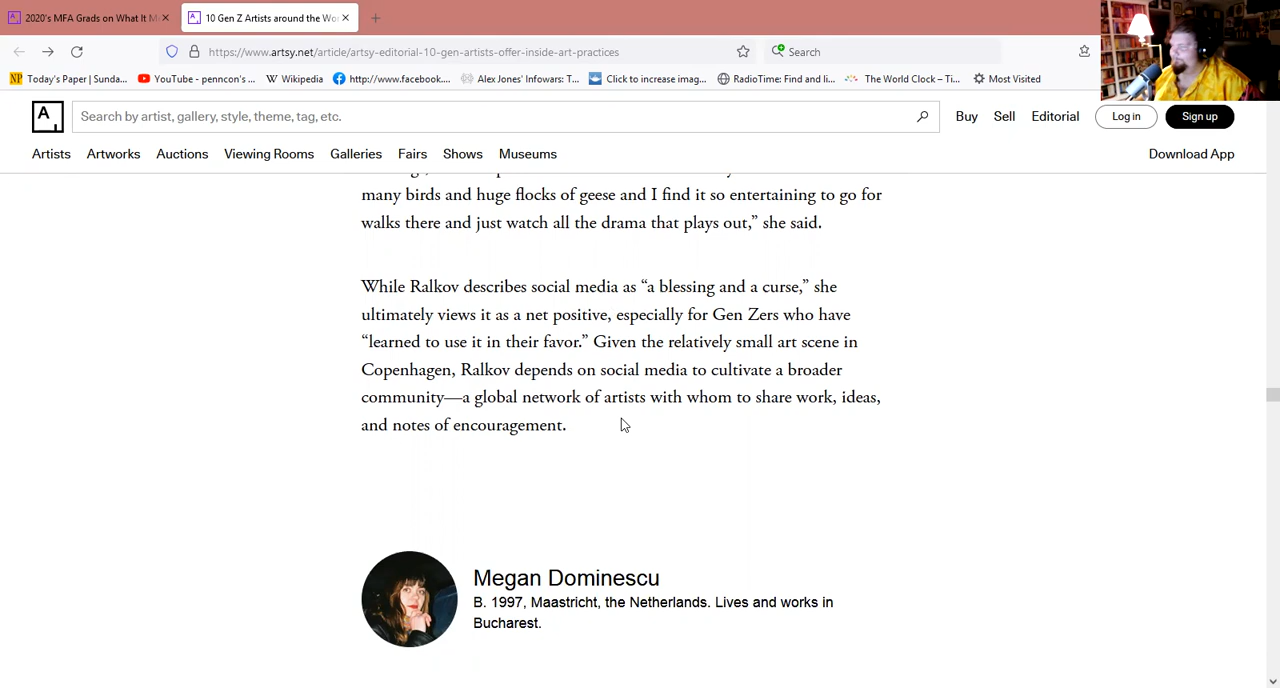 2020's MFA Grads on What It M
10 Gen Z Artists around the Wo
https://www.artsy.net/article/artsy-editorial-10-gen-artists-offer-inside-art-practices
Search
Today's Paper | Sunda...
YouTube - penncon's ...
Wikipedia
http://www.facebook....
Alex Jones' Infowars: T...
Click to increase imag...
RadioTime: Find and li...
The World Clock – Ti...
Most Visited
A
Search by artist, gallery, style, theme, tag, etc.
Buy
Sell
Editorial
Log in
Sign up
Artists
Artworks
Auctions
Viewing Rooms
Galleries
Fairs
Shows
Museums
Download App
many birds and huge flocks of geese and I find it so entertaining to go for
walks there and just watch all the drama that plays out,” she said.
While Ralkov describes social media as “a blessing and a curse,” she
ultimately views it as a net positive, especially for Gen Zers who have
“learned to use it in their favor.” Given the relatively small art scene in
Copenhagen, Ralkov depends on social media to cultivate a broader
community—a global network of artists with whom to share work, ideas,
and notes of encouragement.
Megan Dominescu
B. 1997, Maastricht, the Netherlands. Lives and works in
Bucharest.